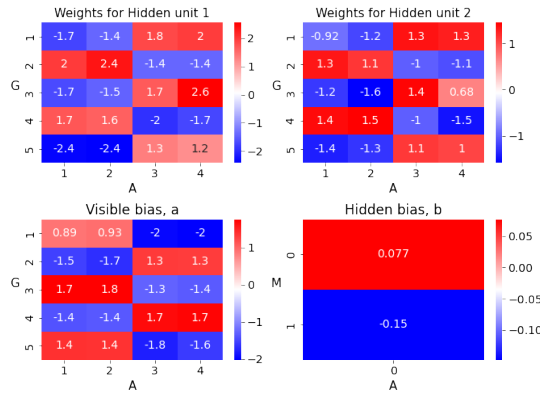 Weights for Hidden unit 1
1 -1.7 -1.4 1.8 2
2 2 2.4 -1.4 -1.4
G
3 -1.7 -1.5 1.7 2.6
4 1.7 1.6 -2 -1.7
5 -2.4 -2.4 1.3 1.2
1 2 3 4
A
2
1
0
-1
-2
Weights for Hidden unit 2
1 -0.92 -1.2 1.3 1.3
2 1.3 1.1 -1 -1.1
G
3 -1.2 -1.6 1.4 0.68
4 1.4 1.5 -1 -1.5
5 -1.4 -1.3 1.1 1
1 2 3 4
A
1
0
-1
Visible bias, a
1 0.89 0.93 -2 -2
2 -1.5 -1.7 1.3 1.3
G
3 1.7 1.8 -1.3 -1.4
4 -1.4 -1.4 1.7 1.7
5 1.4 1.4 -1.8 -1.6
1 2 3 4
A
1
0
-1
-2
Hidden bias, b
0 0.077
M
1 -0.15
0
A
0.05
0.00
-0.05
-0.10